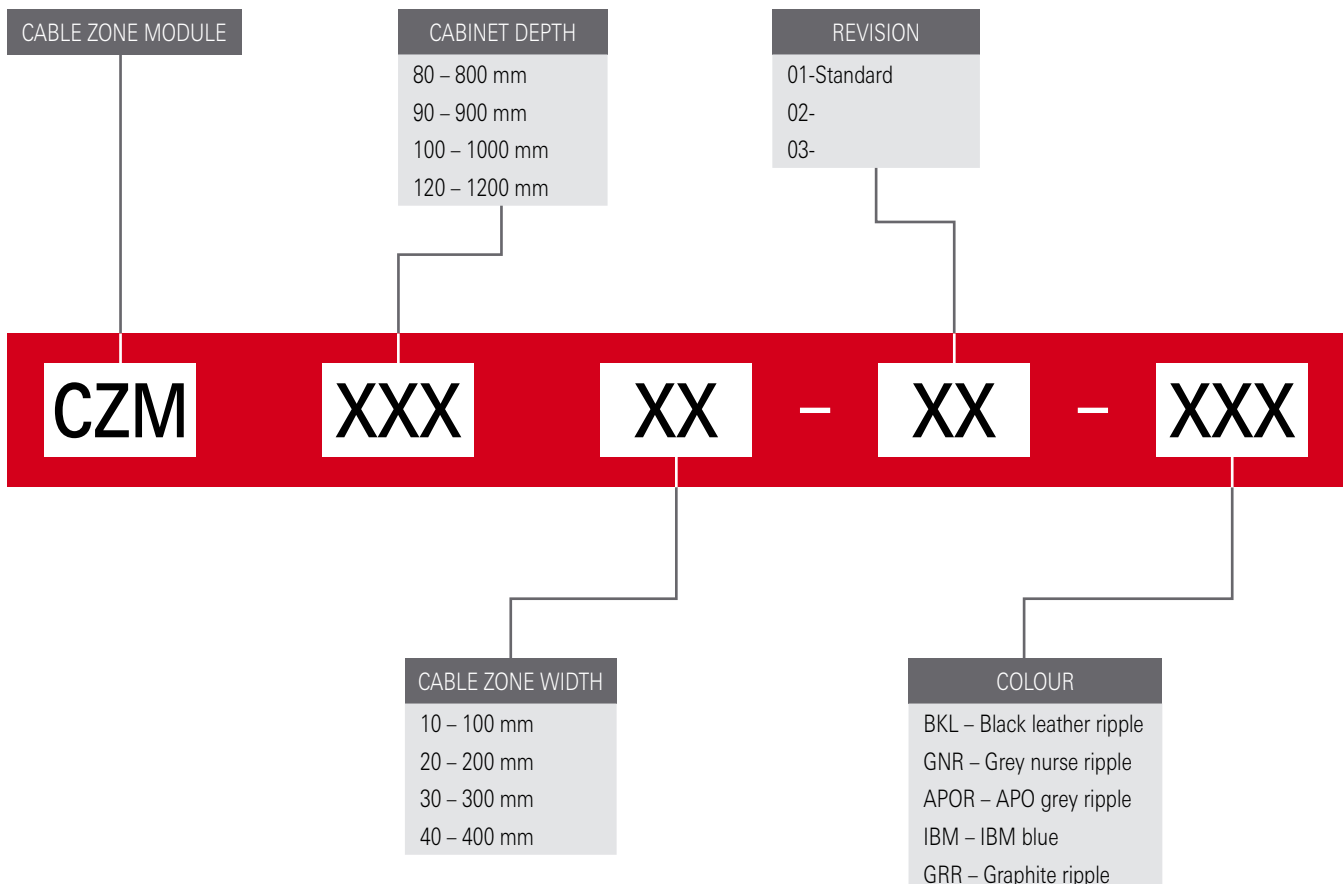 CABLE ZONE MODULE
CABINET DEPTH
80 – 800 mm
90 – 900 mm
100 – 1000 mm
120 – 1200 mm
REVISION
01-Standard
02-
03-
CZM XXX XX – XX – XXX
CABLE ZONE WIDTH
10 – 100 mm
20 – 200 mm
30 – 300 mm
40 – 400 mm
COLOUR
BKL – Black leather ripple
GNR – Grey nurse ripple
APOR – APO grey ripple
IBM – IBM blue
GRR – Graphite ripple